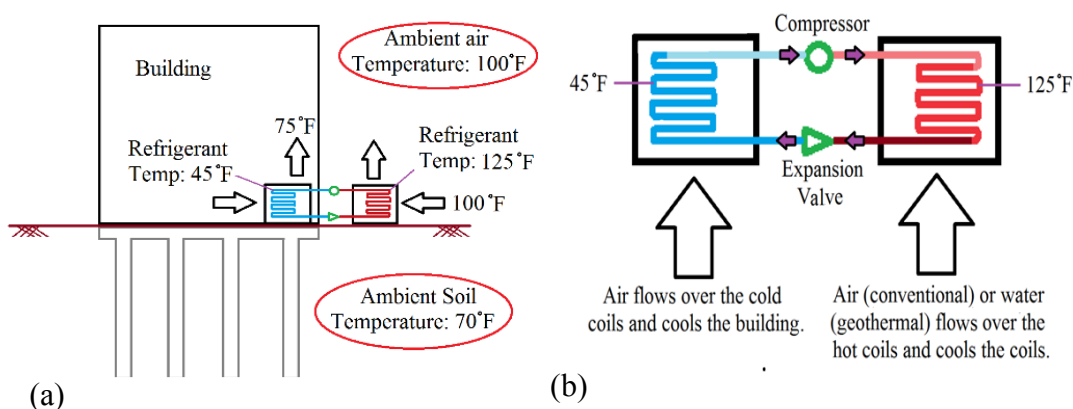 Ambient air
Temperature: 100°F
Building
75°F
Refrigerant
Temp: 45°F
Refrigerant
Temp: 125°F
100°F
Ambient Soil
Temperature: 70°F
(a)
Compressor
45°F
125°F
Expansion
Valve
Air flows over the cold
coils and cools the building.
Air (conventional) or water
(geothermal) flows over the
hot coils and cools the coils.
(b)